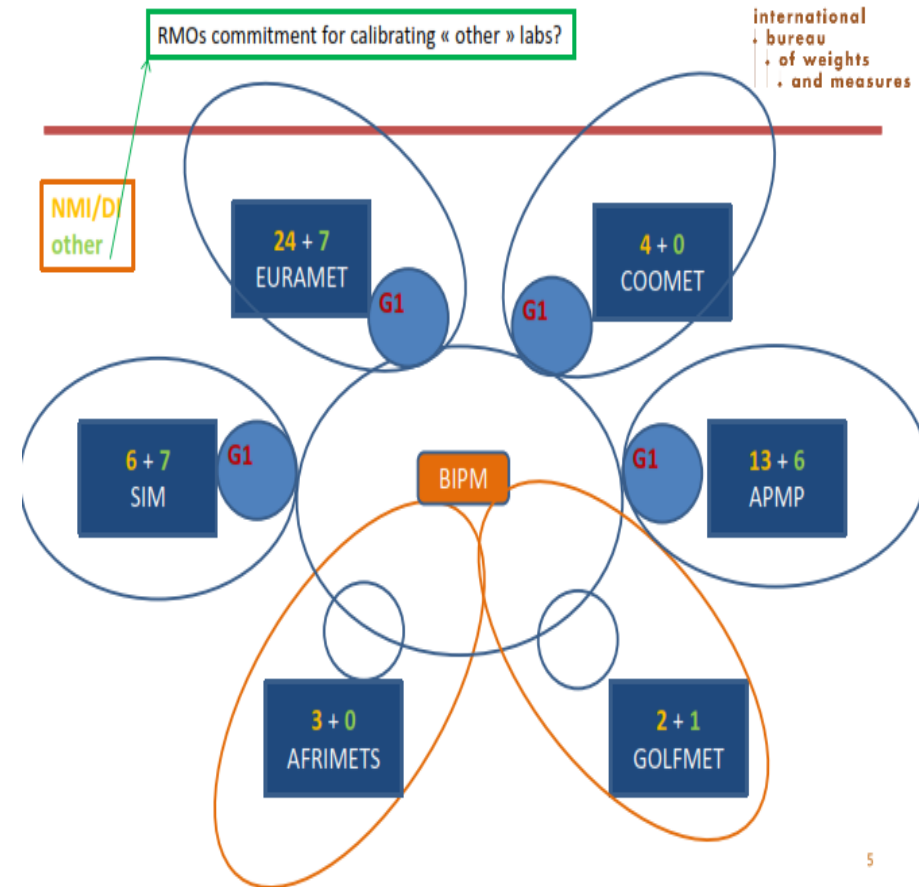 RMOs commitment for calibrating « other » labs?
international
bureau
of weights
and measures
NMI/DI
other
24 + 7
EURAMET
G1
4 + 0
COOMET
G1
6 + 7
SIM
G1
BIPM
G1
13 + 6
APMP
3 + 0
AFRIMETS
2 + 1
GOLFMET
5